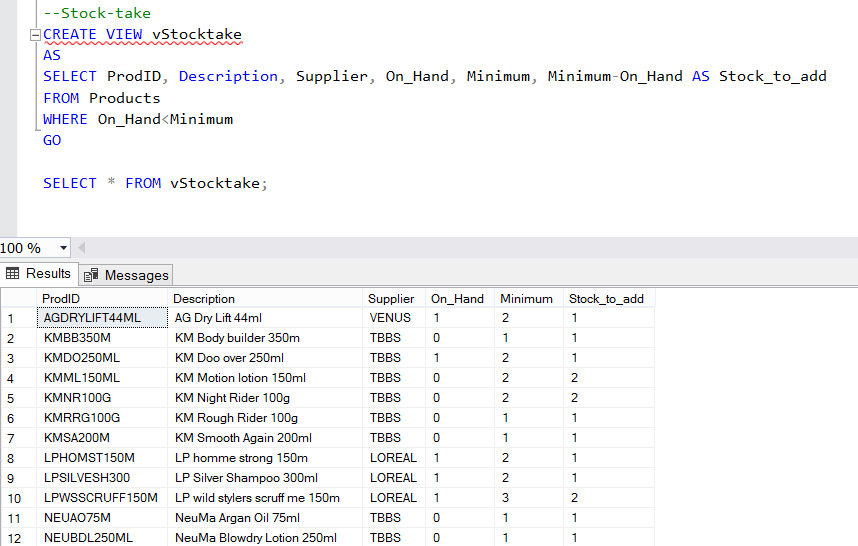 --Stock-take
CREATE VIEW vStocktake
AS
SELECT ProdID, Description, Supplier, On_Hand, Minimum, Minimum-On_Hand AS Stock_to_add
FROM Products
WHERE On_Hand<Minimum
GO
SELECT * FROM vStocktake;
100 %
Results Messages
ProdID Description Supplier On_Hand Minimum Stock_to_add
1 AGDRYLIFT44ML AG Dry Lift 44ml VENUS 1 2 1
2 KMBB350M KM Body builder 350m TBBS 0 1 1
3 KMDO250ML KM Doo over 250ml TBBS 1 2 1
4 KMML150ML KM Motion lotion 150ml TBBS 0 2 2
5 KMNR100G KM Night Rider 100g TBBS 0 2 2
6 KMRRG100G KM Rough Rider 100g TBBS 0 1 1
7 KMSA200M KM Smooth Again 200ml TBBS 0 1 1
8 LPHOMST150M LP homme strong 150m LOREAL 1 2 1
9 LPSILVESH300 LP Silver Shampoo 300ml LOREAL 1 2 1
10 LPWSSCRUFF150M LP wild stylers scruff me 150m LOREAL 1 3 2
11 NEUAO75M NeuMa Argan Oil 75ml TBBS 0 1 1
12 NEUBDL250ML NeuMa Blowdry Lotion 250ml TBBS 0 1 1